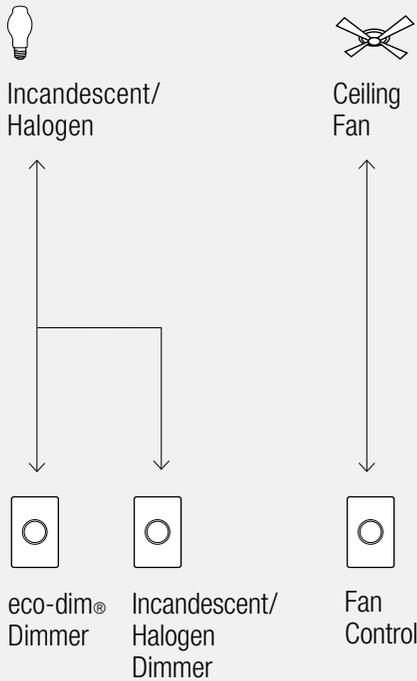 Incandescent/
Halogen
Ceiling
Fan
eco-dim®
Dimmer
Incandescent/
Halogen
Dimmer
Fan
Control